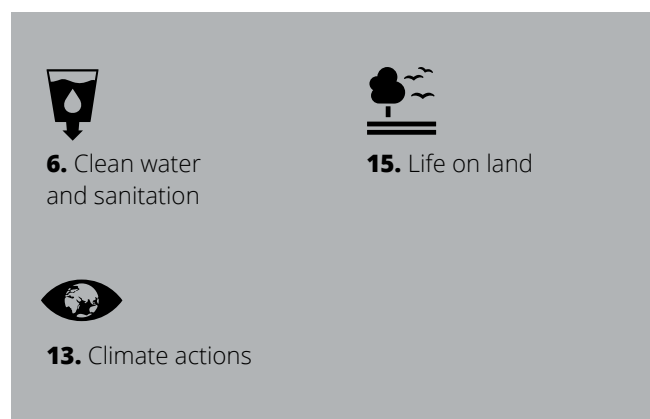 6. Clean water
and sanitation
15. Life on land
13. Climate actions